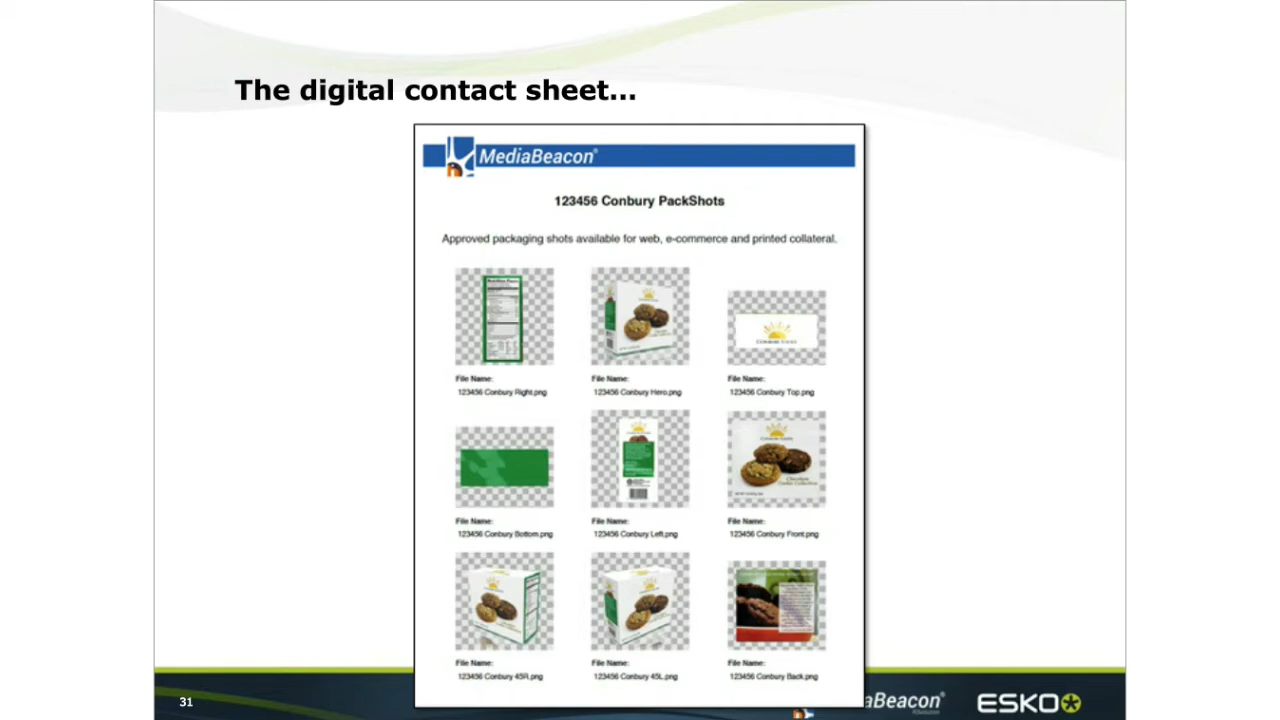 The digital contact sheet...
MediaBeacon®
123456 Conbury PackShots
Approved packaging shots available for web, e-commerce and printed collateral.
File Name: File Name: File Name:
123456 Conbury Right.png 123456 Conbury Hero.png 123456 Conbury Top.png
File Name: File Name: File Name:
123456 Conbury Bottom.png 123456 Conbury Left.png 123456 Conbury Front.png
File Name: File Name: File Name:
123456 Conbury 45R.png 123456 Conbury 45L.png 123456 Conbury Back.png
31 aBeacon® ESKO